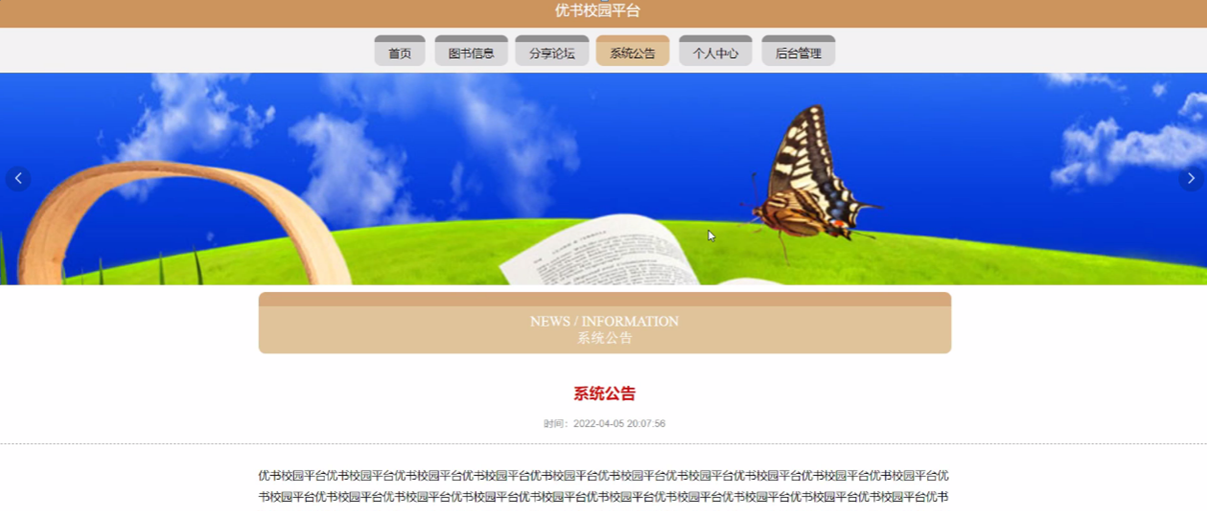 优书校园平台
首页 图书信息 分享论坛 系统公告 个人中心 后台管理
NEWS / INFORMATION
系统公告
系统公告
时间：2022-04-05 20:07:56
优书校园平台优书校园平台优书校园平台优书校园平台优书校园平台优书校园平台优书校园平台优书校园平台优书校园平台优书校园平台优
书校园平台优书校园平台优书校园平台优书校园平台优书校园平台优书校园平台优书校园平台优书校园平台优书校园平台优书校园平台优书